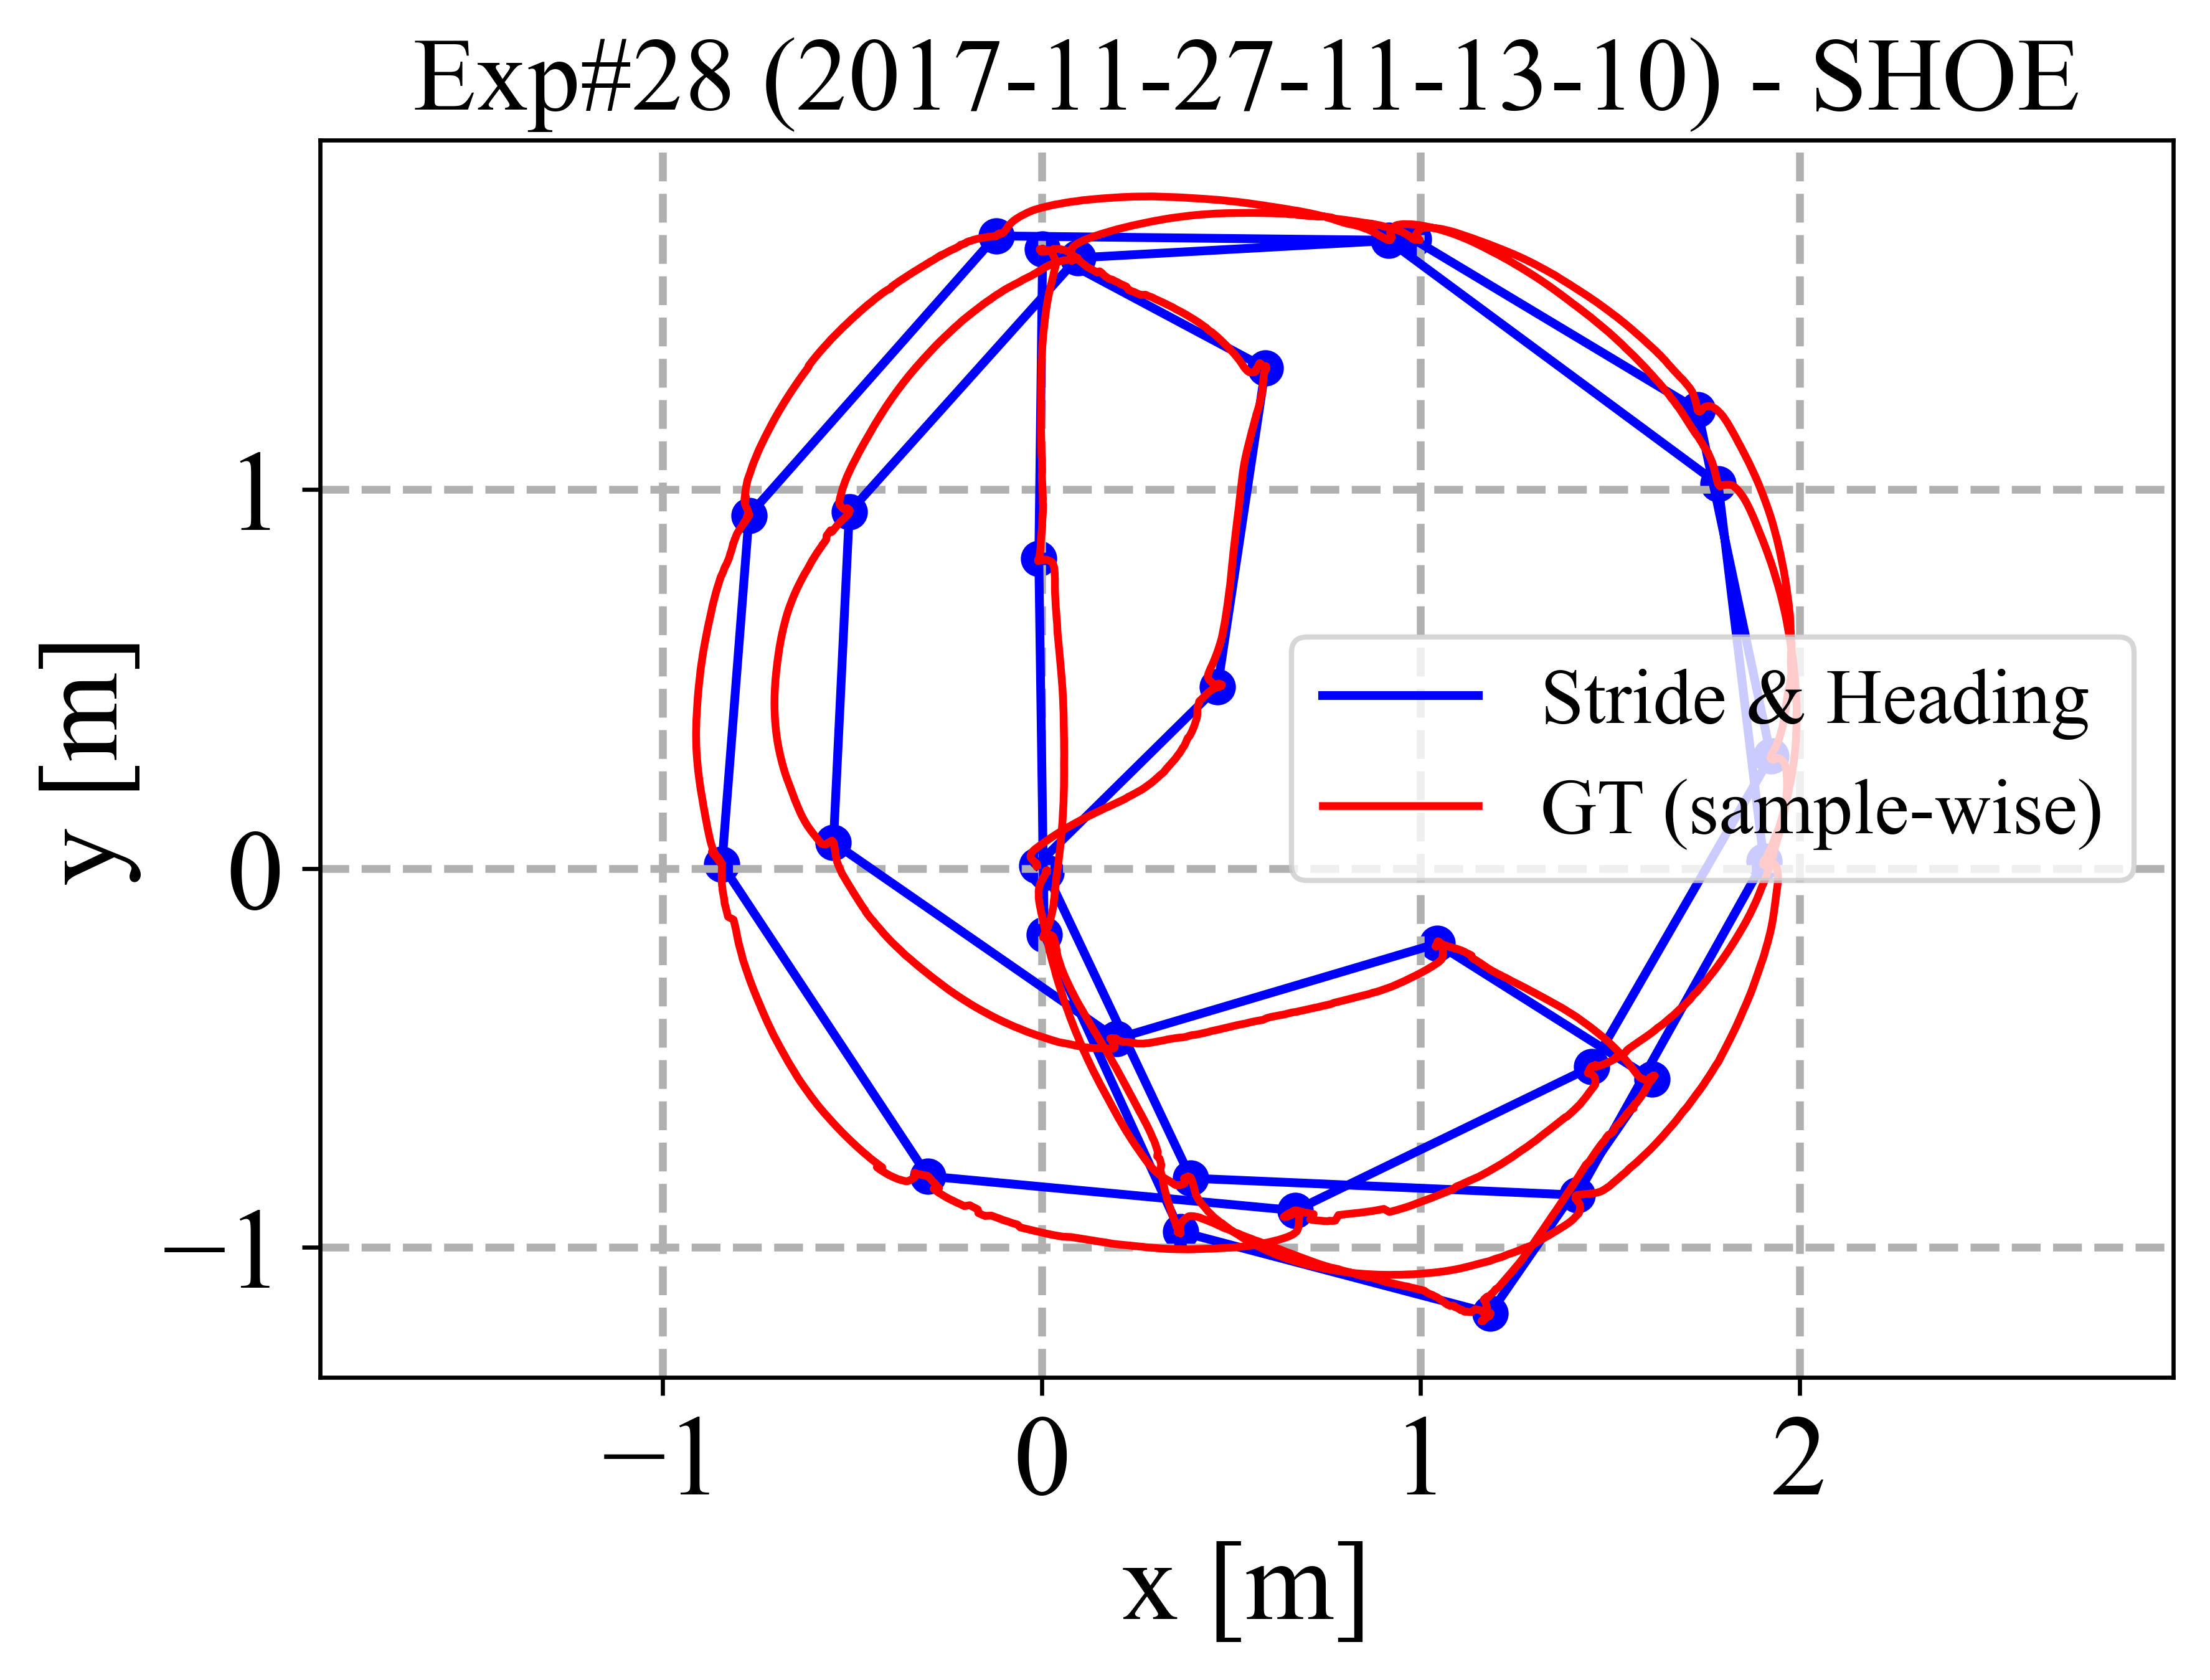 Exp#28 (2017-11-27-11-13-10) - SHOE
y [m]
1
0
−1
Stride & Heading
GT (sample-wise)
−1 0 1 2
x [m]